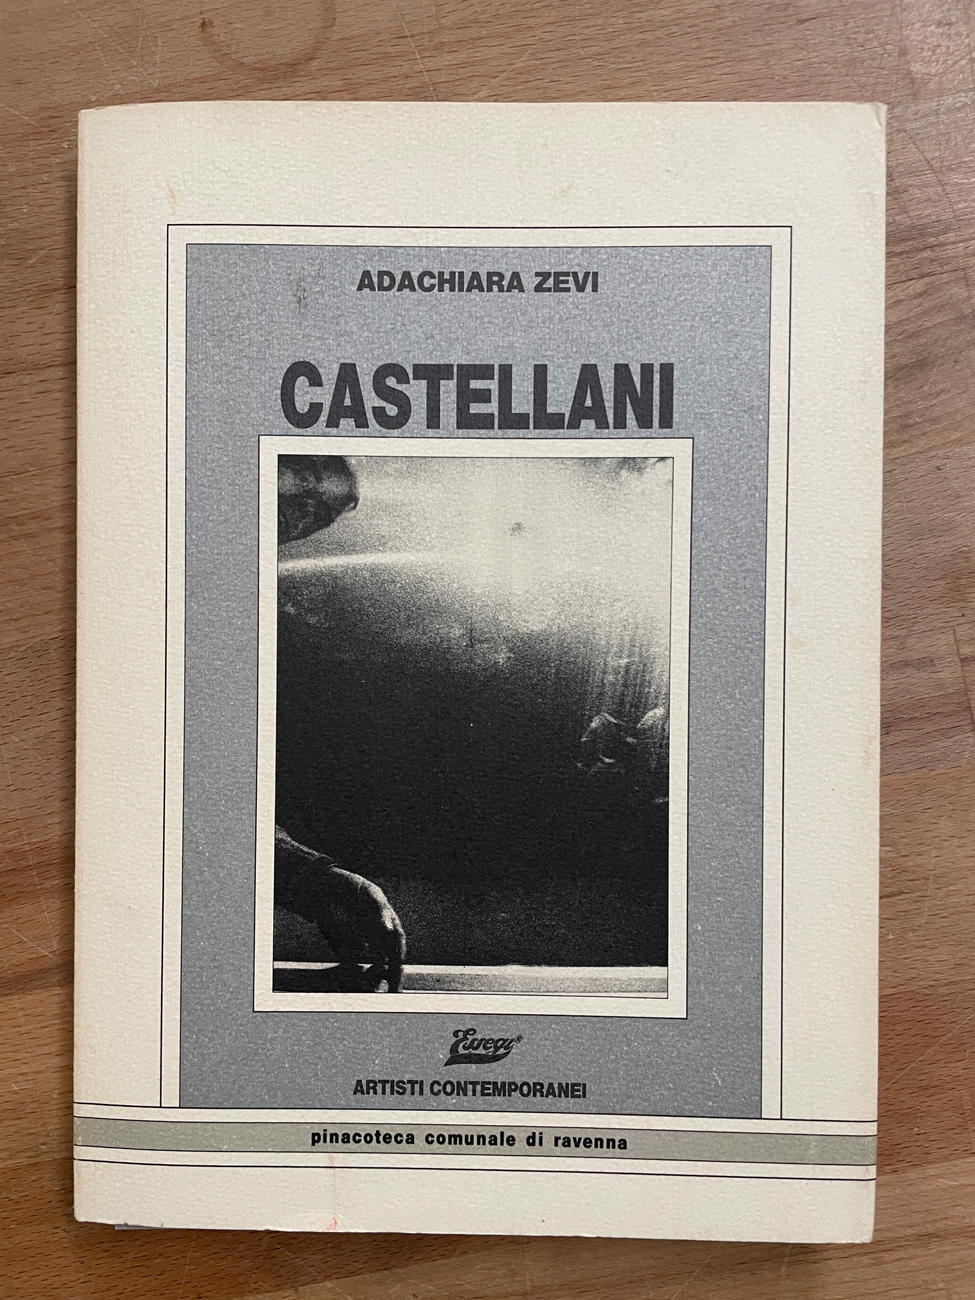 ADACHIARA ZEVI
CASTELLANI
Essegi
ARTISTI CONTEMPORANEI
pinacoteca comunale di ravenna